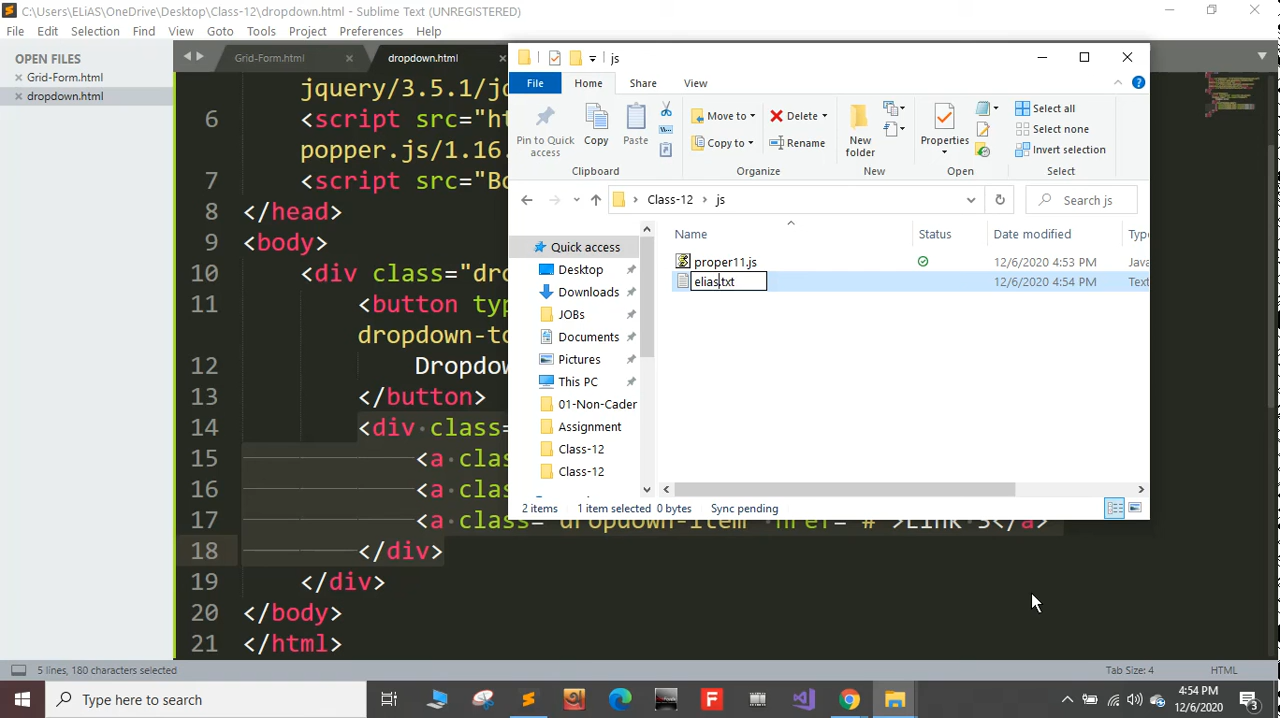 C:\Users\ELiAS\OneDrive\Desktop\Class-12\dropdown.html - Sublime Text (UNREGISTERED)
File Edit Selection Find View Goto Tools Project Preferences Help
OPEN FILES
Grid-Form.html
dropdown.html
Grid-Form.html
dropdown.html
jquery/3.5.1/
6 <script src="h
popper.js/1.16.
7 <script src="Bo
8 </head>
9 <body>
10 <div class="dro
11 <button typ
dropdown-to
12 Dropdow
13 </button>
14 <div class=
15 <a clas
16 <a clas
17 <a class="dropdown-item" href="#">Link 3</a>
18 </div>
19 </div>
20 </body>
21 </html>
js
File Home Share View
Pin to Quick access
Copy
Paste
Clipboard
Move to
Copy to
Delete
Rename
Organize
New folder
New
Properties
Open
Select all
Select none
Invert selection
Select
Class-12 > js
Search js
Quick access
Desktop
Downloads
JOBs
Documents
Pictures
This PC
01-Non-Cader
Assignment
Class-12
Class-12
Name Status Date modified Typ
proper11.js 12/6/2020 4:53 PM Java
elias.txt 12/6/2020 4:54 PM Text
2 items 1 item selected 0 bytes Sync pending
5 lines, 180 characters selected
Tab Size: 4 HTML
Type here to search
4:54 PM
12/6/2020
3